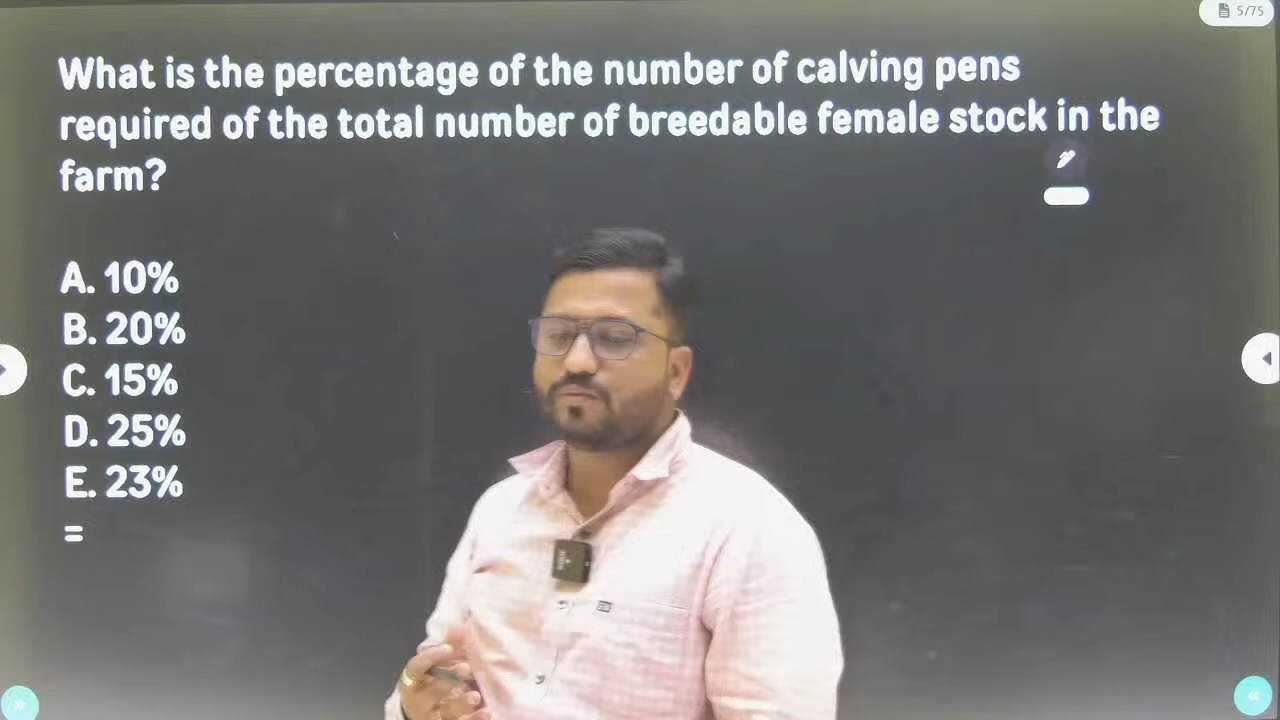 5/75
What is the percentage of the number of calving pens
required of the total number of breedable female stock in the
farm?
A. 10%
B. 20%
C. 15%
D. 25%
E. 23%
=